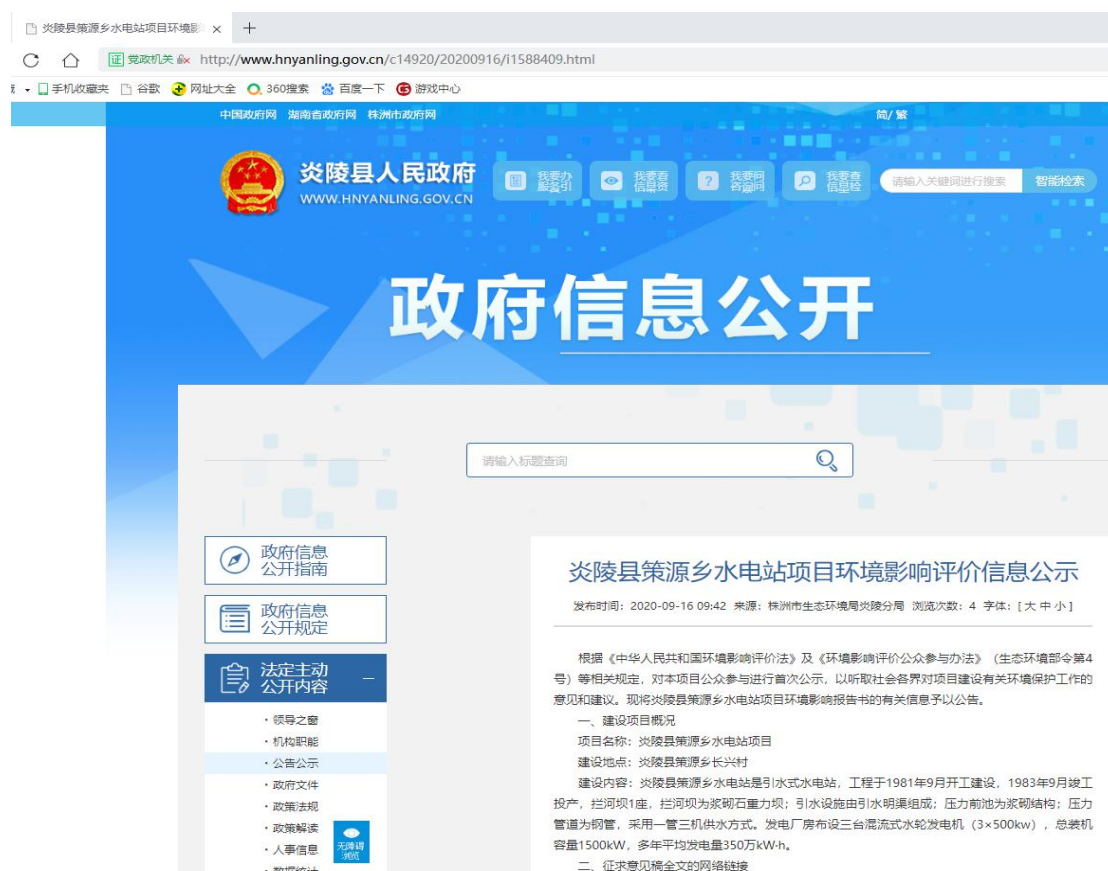 炎陵县策源乡水电站项目环境影
http://www.hnyanling.gov.cn/c14920/20200916/i1588409.html
证 党政机关
手机收藏夹 谷歌 网址大全 360搜索 百度一下 游戏中心
中国政府网 湖南省政府网 株洲市政府网
简/ 繁
炎陵县人民政府
WWW.HNYANLING.GOV.CN
我要办
我要看
我要问
我要查
请输入关键词进行搜索
智能检索
政府信息公开
请输入标题查询
政府信息
公开指南
政府信息
公开规定
法定主动
公开内容
· 领导之窗
· 机构职能
· 公告公示
· 政府文件
· 政策法规
· 政策解读
· 人事信息
· 数据统计
无障碍
浏览
炎陵县策源乡水电站项目环境影响评价信息公示
发布时间：2020-09-16 09:42 来源：株洲市生态环境局炎陵分局 浏览次数：4 字体：[ 大 中 小 ]
根据《中华人民共和国环境影响评价法》及《环境影响评价公众参与办法》（生态环境部令第4
号）等相关规定，对本项目公众参与进行首次公示，以听取社会各界对项目建设有关环境保护工作的
意见和建议。现将炎陵县策源乡水电站项目环境影响报告书的有关信息予以公告。
一、建设项目概况
项目名称：炎陵县策源乡水电站项目
建设地点：炎陵县策源乡长兴村
建设内容：炎陵县策源乡水电站是引水式水电站，工程于1981年9月开工建设，1983年9月竣工
投产，拦河坝1座，拦河坝为浆砌石重力坝；引水设施由引水明渠组成；压力前池为浆砌结构；压力
管道为钢管，采用一管三机供水方式。发电厂房布设三台混流式水轮发电机（3×500kw），总装机
容量1500kW，多年平均发电量350万kW·h。
二、征求意见稿全文的网络链接